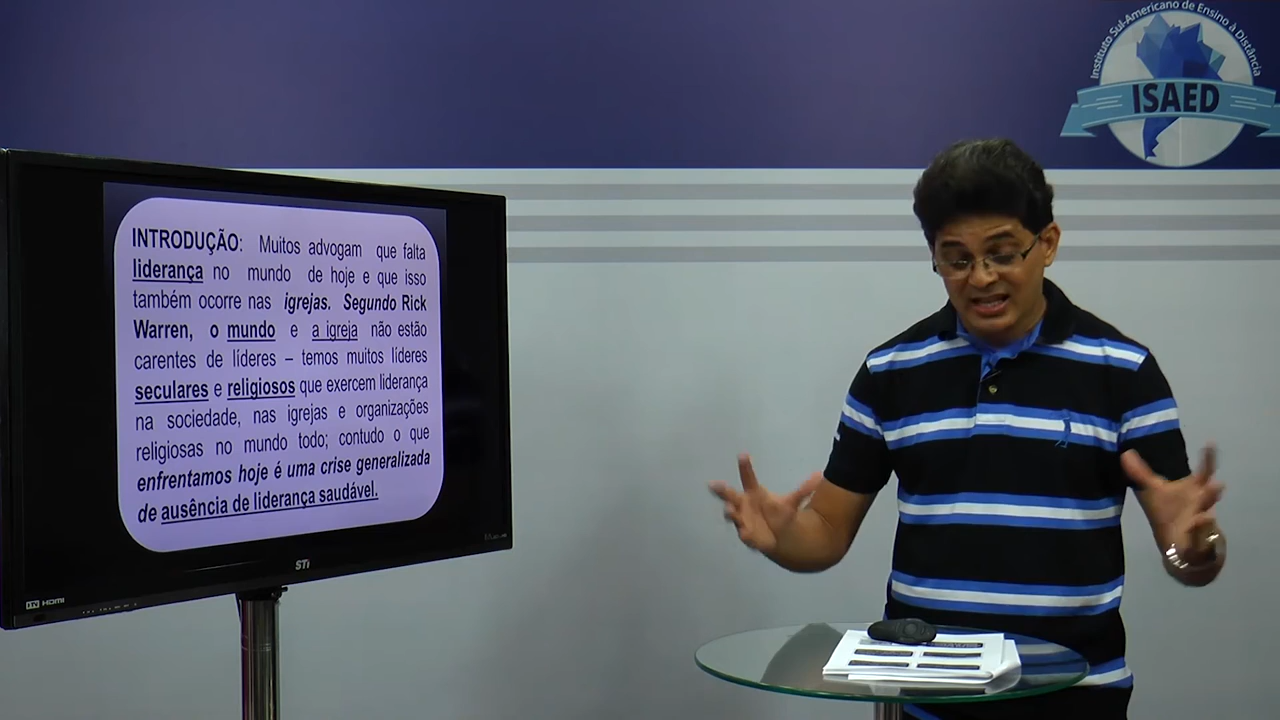 Instituto Sul-Americano de Ensino à Distância
ISAED
INTRODUÇÃO: Muitos advogam que falta
liderança no mundo de hoje e que isso
também ocorre nas igrejas. Segundo Rick
Warren, o mundo e a igreja não estão
carentes de líderes – temos muitos líderes
seculares e religiosos que exercem liderança
na sociedade, nas igrejas e organizações
religiosas no mundo todo; contudo o que
enfrentamos hoje é uma crise generalizada
de ausência de liderança saudável.
STi
HDMI